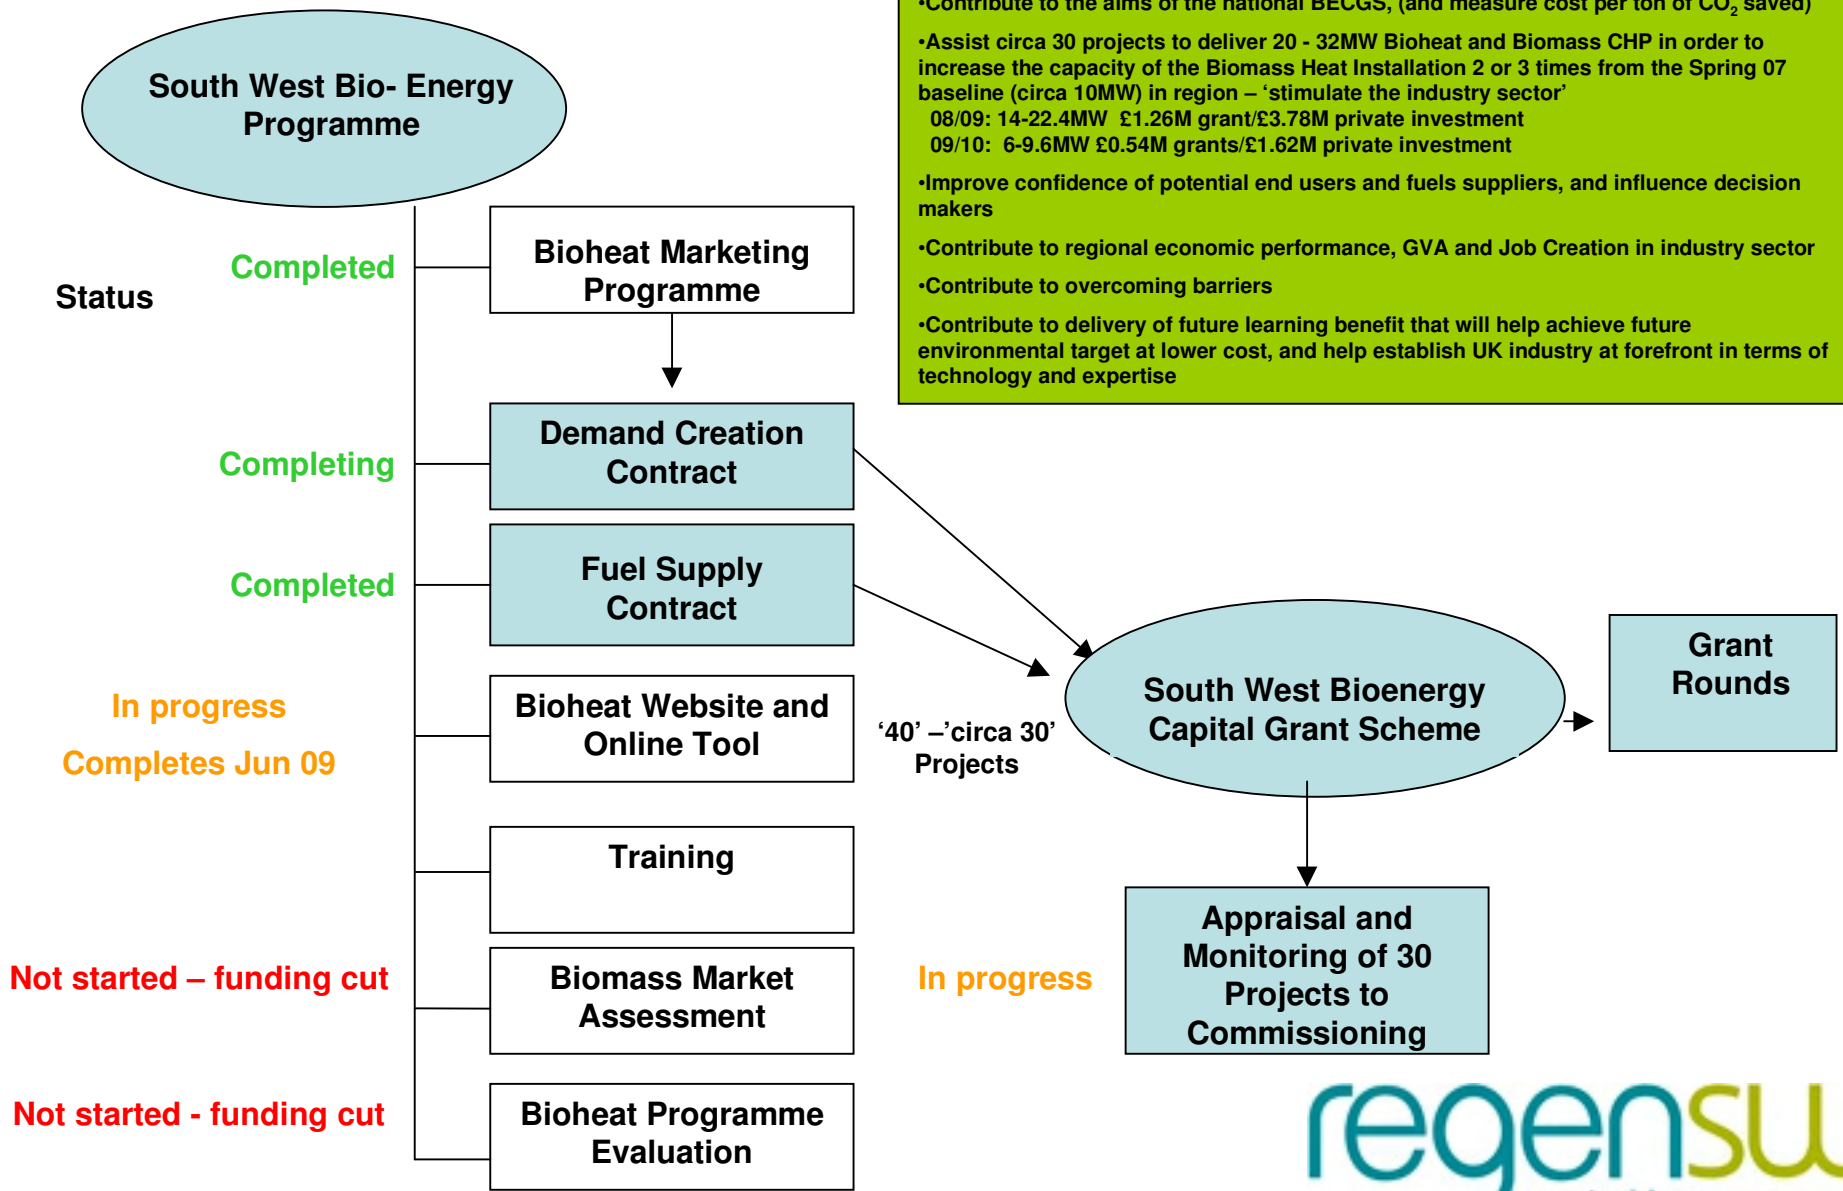 •Contribute to the aims of the national BECGS, (and measure cost per ton of CO2 saved)
•Assist circa 30 projects to deliver 20 - 32MW Bioheat and Biomass CHP in order to
increase the capacity of the Biomass Heat Installation 2 or 3 times from the Spring 07
baseline (circa 10MW) in region – ‘stimulate the industry sector’
08/09: 14-22.4MW £1.26M grant/£3.78M private investment
09/10: 6-9.6MW £0.54M grants/£1.62M private investment
•Improve confidence of potential end users and fuels suppliers, and influence decision
makers
•Contribute to regional economic performance, GVA and Job Creation in industry sector
•Contribute to overcoming barriers
•Contribute to delivery of future learning benefit that will help achieve future
environmental target at lower cost, and help establish UK industry at forefront in terms of
technology and expertise
South West Bio- Energy
Programme
Status
Completed
Bioheat Marketing
Programme
Completing
Demand Creation
Contract
Completed
Fuel Supply
Contract
In progress
Completes Jun 09
Bioheat Website and
Online Tool
‘40’ –’circa 30’
Projects
South West Bioenergy
Capital Grant Scheme
Grant
Rounds
Training
Not started – funding cut
Biomass Market
Assessment
In progress
Appraisal and
Monitoring of 30
Projects to
Commissioning
Not started - funding cut
Bioheat Programme
Evaluation
regensw